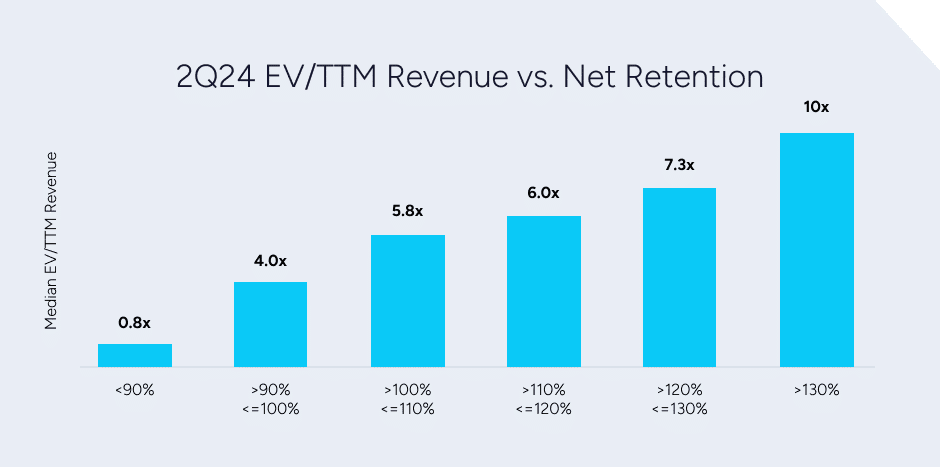 2Q24 EV/TTM Revenue vs. Net Retention
Median EV/TTM Revenue
0.8x
4.0x
5.8x
6.0x
7.3x
10x
<90%
>90%
<=100%
>100%
<=110%
>110%
<=120%
>120%
<=130%
>130%